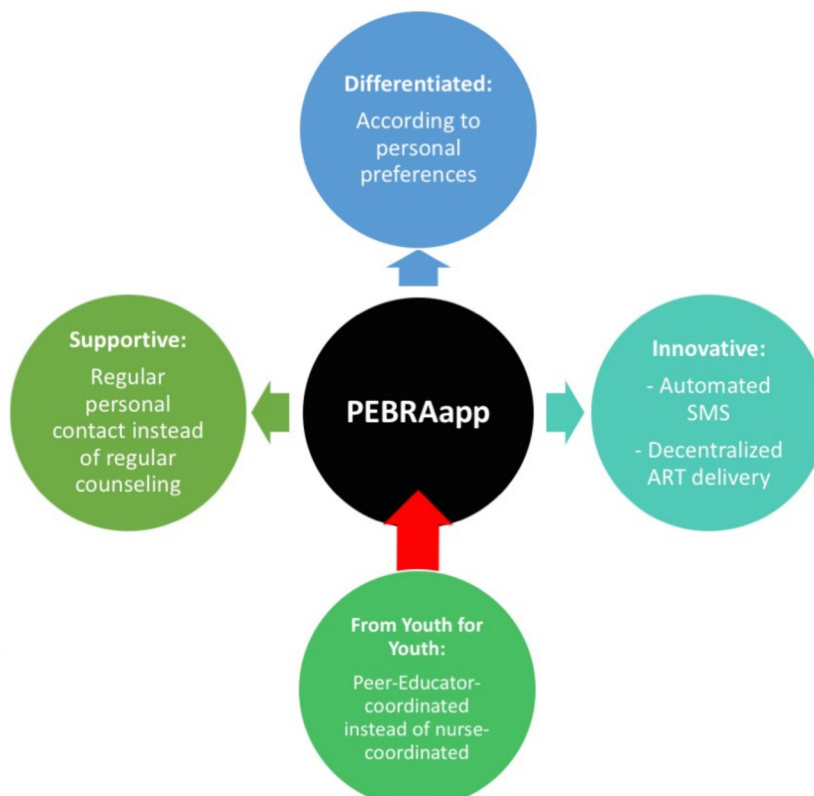 Differentiated:
According to
personal
preferences
Supportive:
Regular
personal
contact instead
of regular
counseling
PEBRAapp
Innovative:
- Automated
SMS
- Decentralized
ART delivery
From Youth for
Youth:
Peer-Educator-
coordinated
instead of nurse-
coordinated